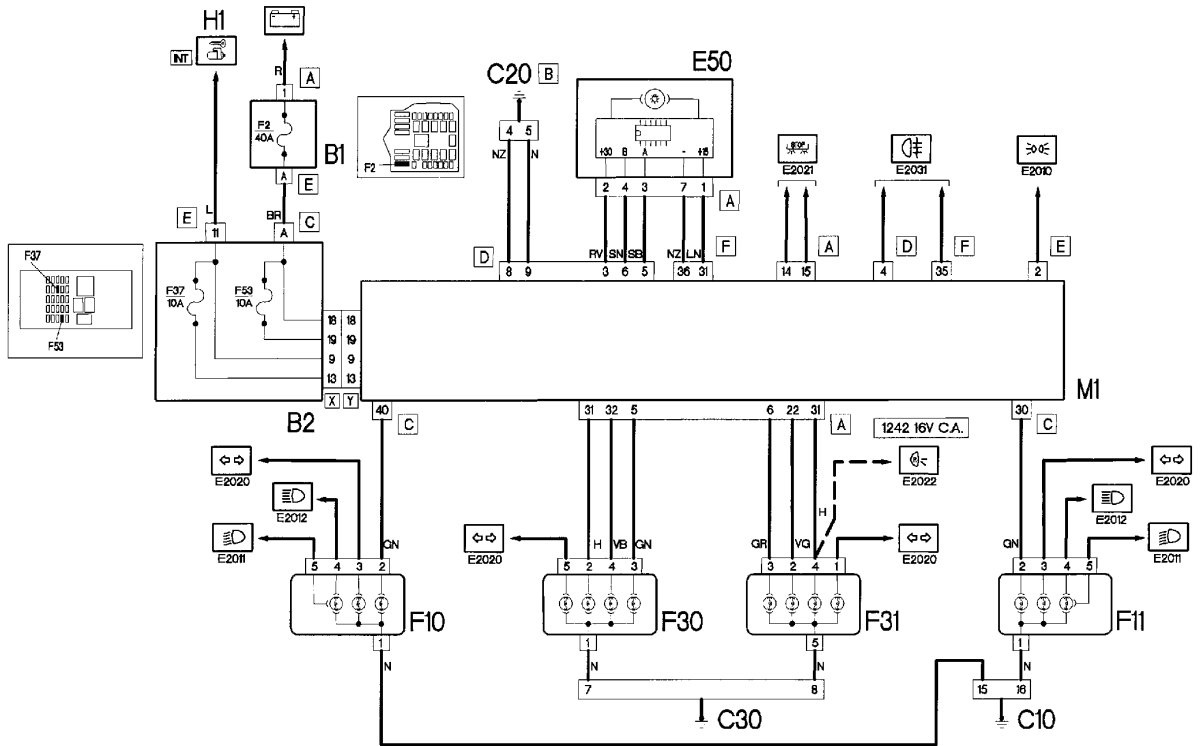 H1
INT
R
A
1
F2
40A
B1
A
E
F2
C20 B
4 5
NZ N
E50
+30 B A - +15
2 4 3 7 1
A
STOP
E2021
E2031
E2010
L
E
11
BR
C
A
D
8 9
RV SN SB
3 6 5
NZ LN
F
36 31
14 15
A
4
D
35
F
2
E
F37
F53
F37
10A
F53
10A
18 18
19 19
9 9
13 13
X Y
B2
M1
40
C
31 32 5
6 22 31
A
1242 16V C.A.
30
C
E2020
E2012
E2011
GN
5 4 3 2
F10
1
N
E2020
H VB GN
5 2 4 3
F30
1
N
E2022
H
GR VG
E2020
3 2 4 1
F31
5
N
E2020
E2012
E2011
GN
2 3 4 5
F11
1
N
7 8
C30
15 16
C10